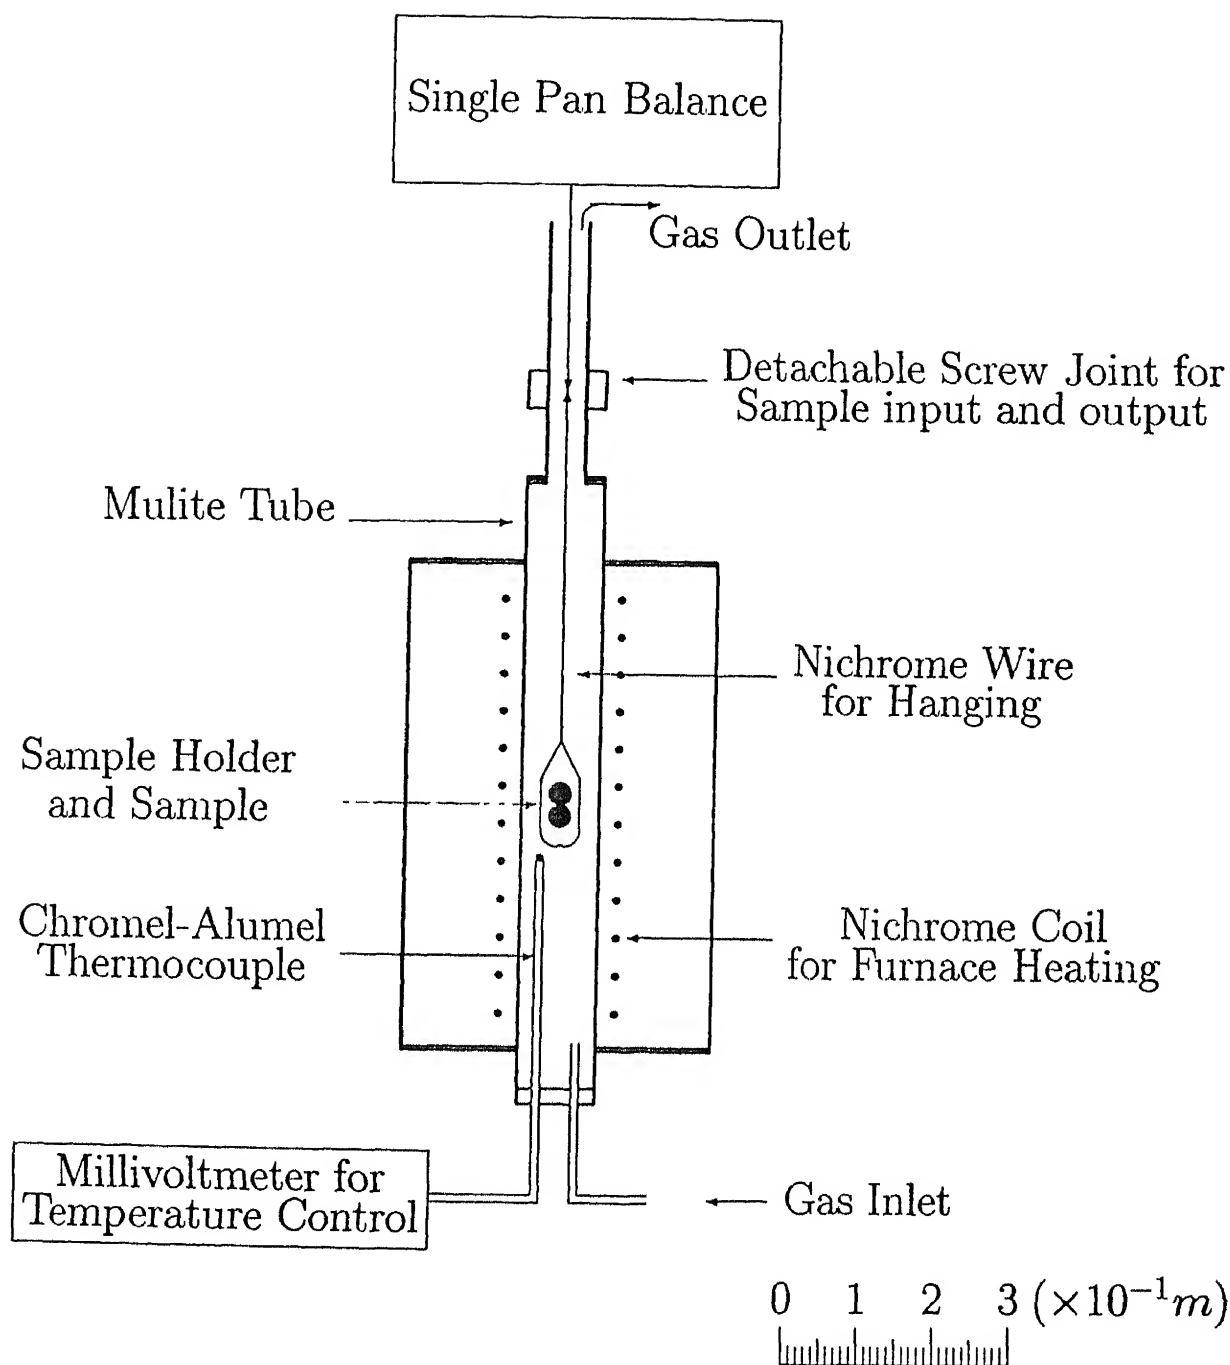 Single Pan Balance
Gas Outlet
Detachable Screw Joint for
Sample input and output
Mulite Tube
Nichrome Wire
for Hanging
Sample Holder
and Sample
Chromel-Alumel
Thermocouple
Nichrome Coil
for Furnace Heating
Millivoltmeter for
Temperature Control
Gas Inlet
0 1 2 3 (×10⁻¹m)